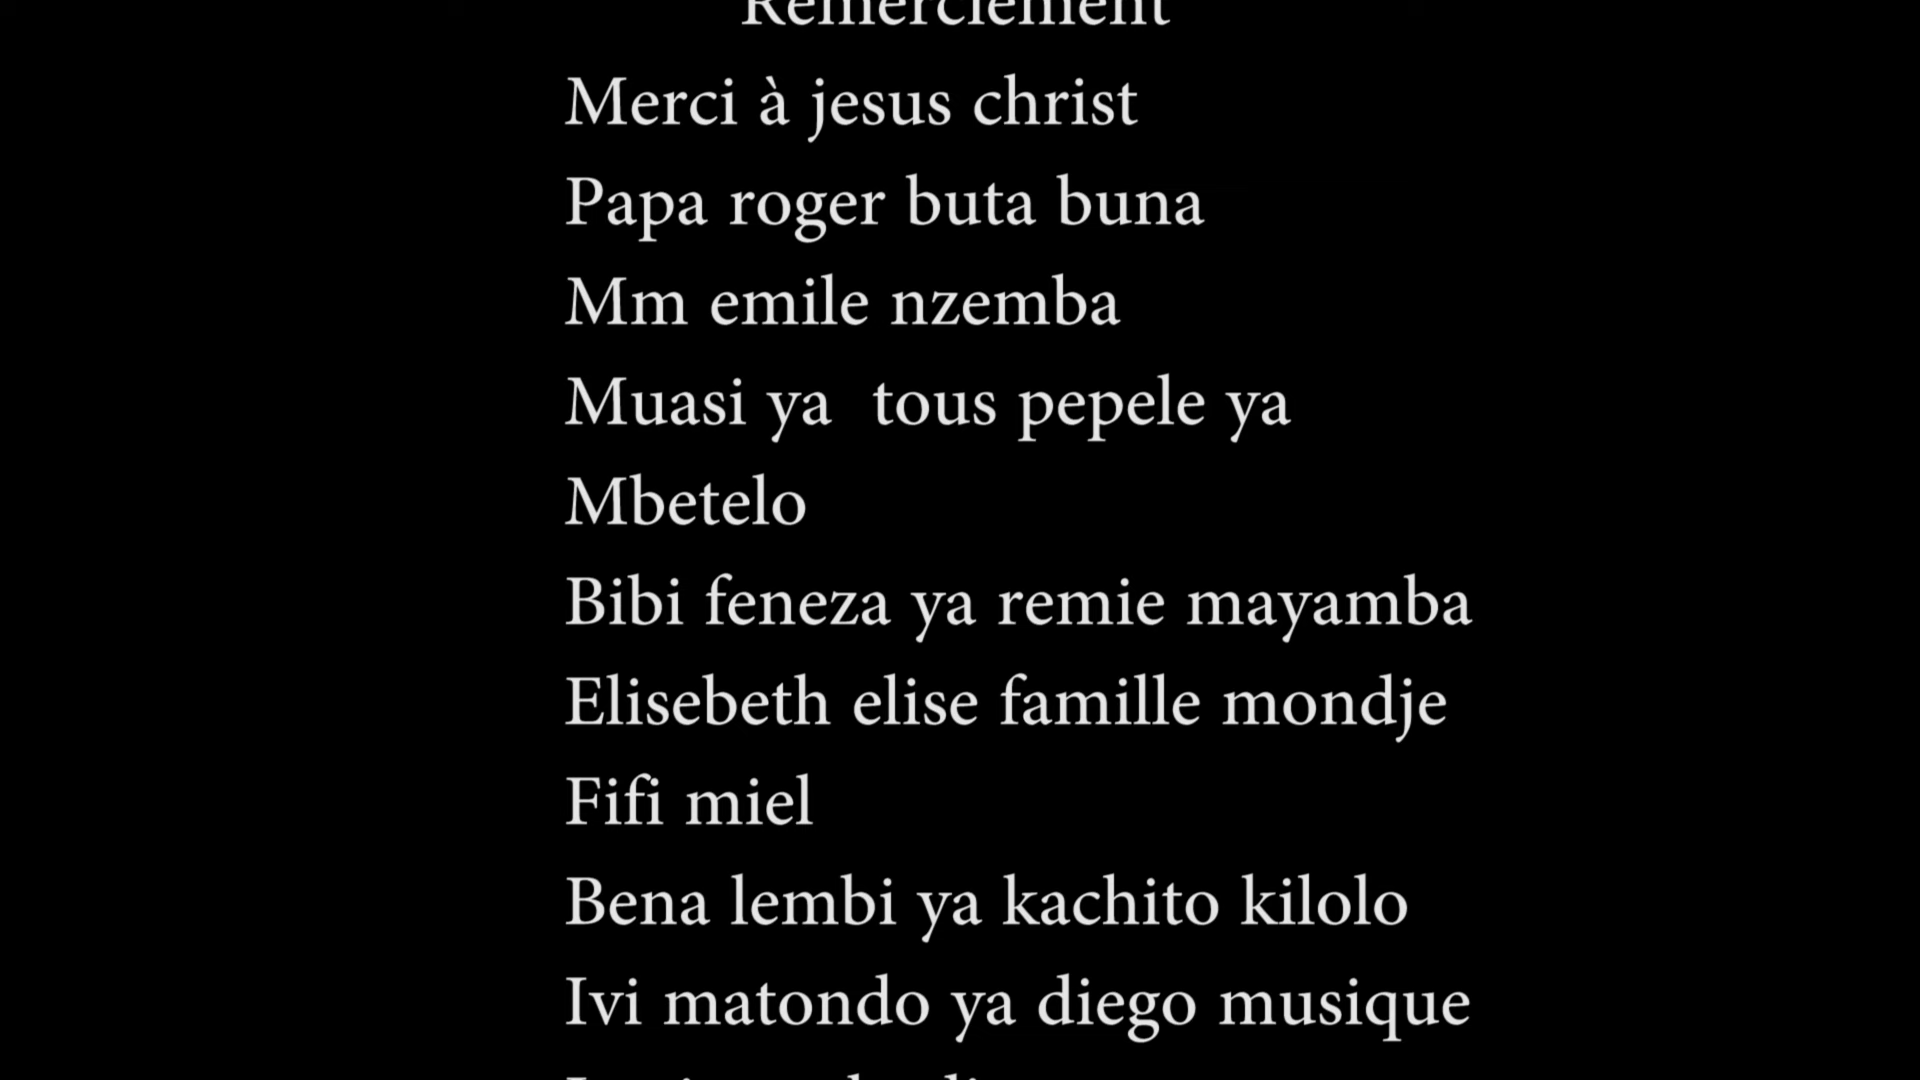 Remerciement
Merci à jesus christ
Papa roger buta buna
Mm emile nzemba
Muasi ya  tous pepele ya
Mbetelo
Bibi feneza ya remie mayamba
Elisebeth elise famille mondje
Fifi miel
Bena lembi ya kachito kilolo
Ivi matondo ya diego musique